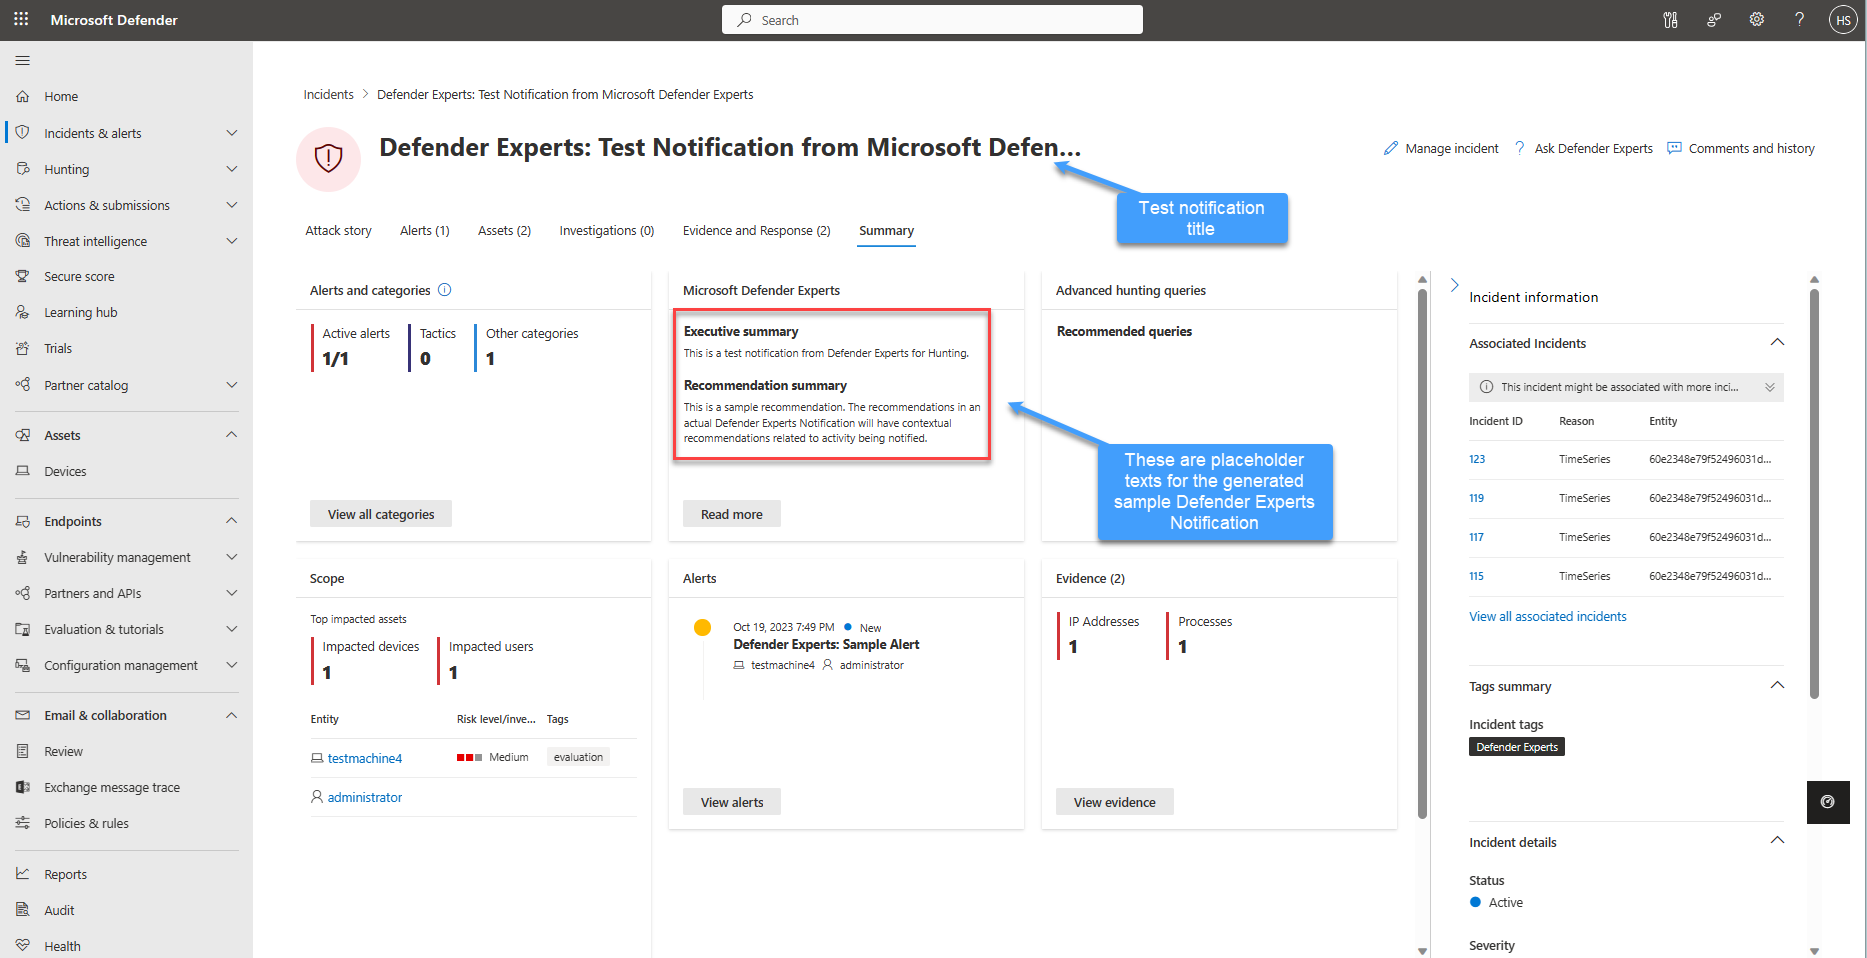 Microsoft Defender
Search
HS
Home
Incidents & alerts
Hunting
Actions & submissions
Threat intelligence
Secure score
Learning hub
Trials
Partner catalog
Assets
Devices
Endpoints
Vulnerability management
Partners and APIs
Evaluation & tutorials
Configuration management
Email & collaboration
Review
Exchange message trace
Policies & rules
Reports
Audit
Health
Incidents > Defender Experts: Test Notification from Microsoft Defender Experts
Defender Experts: Test Notification from Microsoft Defen...
Manage incident
? Ask Defender Experts
Comments and history
Test notification
title
Attack story
Alerts (1)
Assets (2)
Investigations (0)
Evidence and Response (2)
Summary
Alerts and categories
Active alerts
1/1
Tactics
0
Other categories
1
View all categories
Microsoft Defender Experts
Executive summary
This is a test notification from Defender Experts for Hunting.
Recommendation summary
This is a sample recommendation. The recommendations in an
actual Defender Experts Notification will have contextual
recommendations related to activity being notified.
Read more
Advanced hunting queries
Recommended queries
These are placeholder
texts for the generated
sample Defender Experts
Notification
Scope
Top impacted assets
Impacted devices
1
Impacted users
1
Entity Risk level/inve... Tags
testmachine4 Medium evaluation
administrator
Alerts
Oct 19, 2023 7:49 PM New
Defender Experts: Sample Alert
testmachine4 administrator
View alerts
Evidence (2)
IP Addresses
1
Processes
1
View evidence
Incident information
Associated Incidents
This incident might be associated with more inci...
Incident ID Reason Entity
123 TimeSeries 60e2348e79f52496031d...
119 TimeSeries 60e2348e79f52496031d...
117 TimeSeries 60e2348e79f52496031d...
115 TimeSeries 60e2348e79f52496031d...
View all associated incidents
Tags summary
Incident tags
Defender Experts
Incident details
Status
Active
Severity